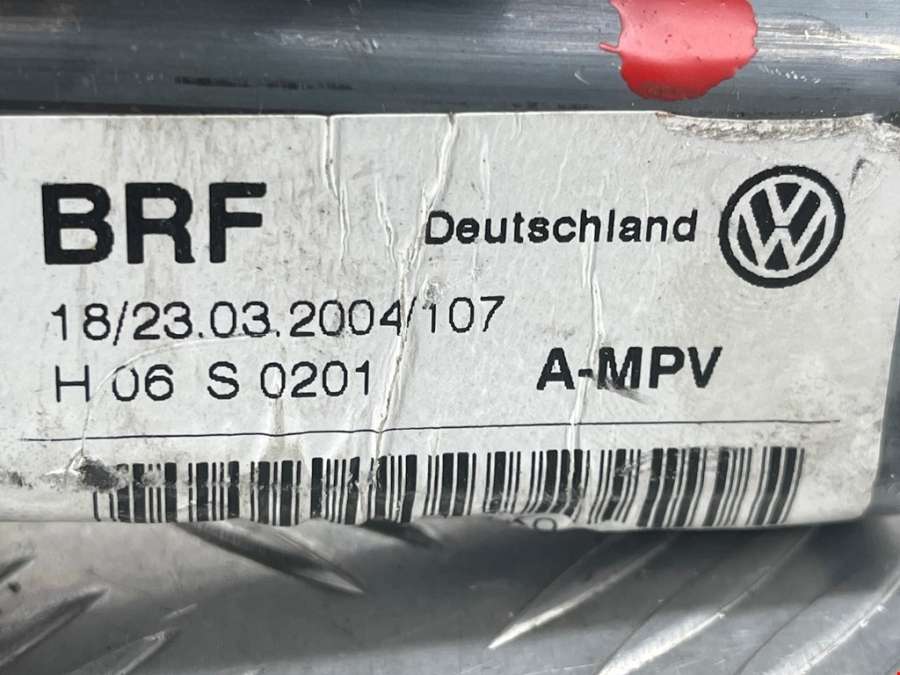 BRF Deutschland
18/23.03.2004/107
H 06 S 0201 A-MPV